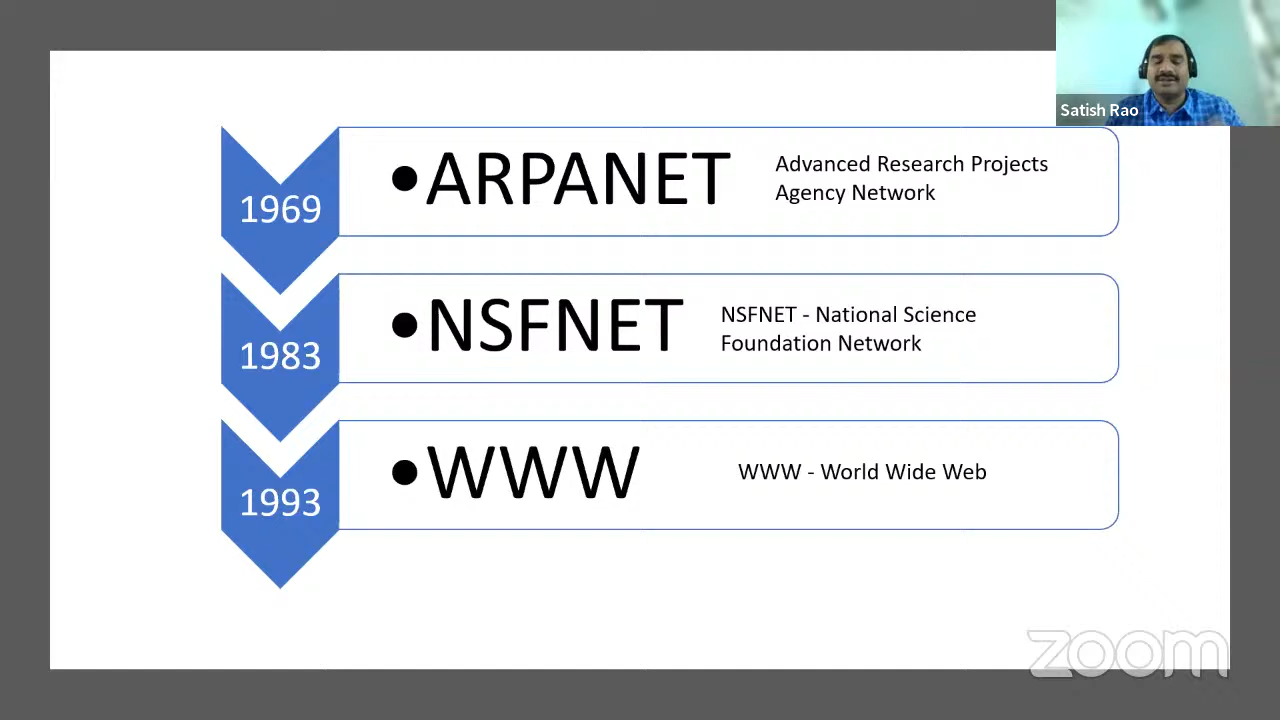 Satish Rao
1969
•ARPANET
Advanced Research Projects
Agency Network
1983
•NSFNET
NSFNET - National Science
Foundation Network
1993
•WWW
WWW - World Wide Web
zoom